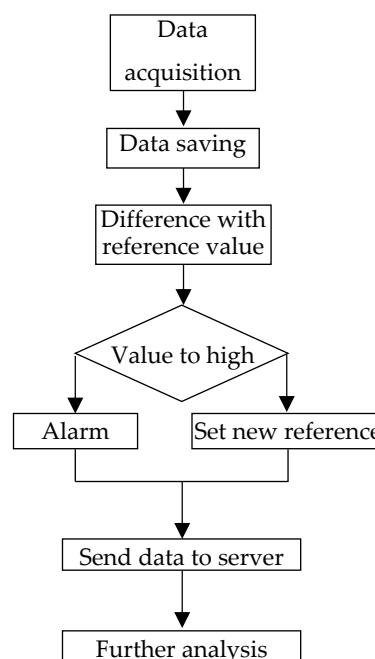 Data
acquisition
Data saving
Difference with
reference value
Value to high
Alarm
Set new reference
Send data to server
Further analysis